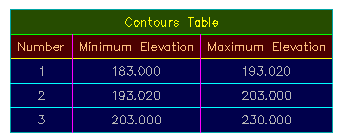 Contours Table
Number Minimum Elevation Maximum Elevation
1 183.000 193.020
2 193.020 203.000
3 203.000 230.000